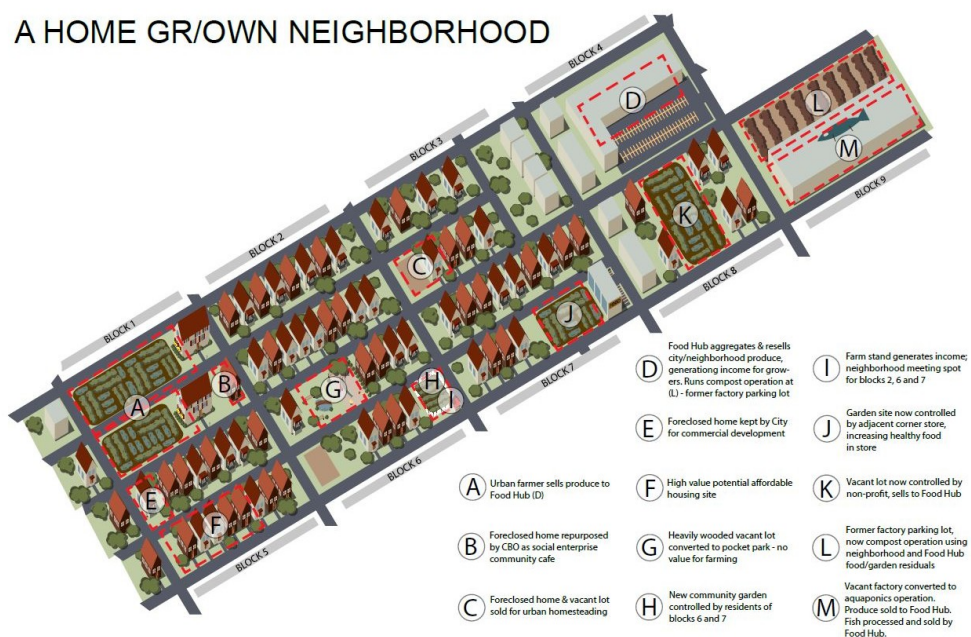 A HOME GR/OWN NEIGHBORHOOD
BLOCK 1
BLOCK 2
BLOCK 3
BLOCK 4
BLOCK 5
BLOCK 6
BLOCK 7
BLOCK 8
BLOCK 9
A
B
C
D
E
F
G
H
I
J
K
L
M
A
Urban farmer sells produce to
Food Hub (D)
B
Foreclosed home repurposed
by CBO as social enterprise
community cafe
C
Foreclosed home & vacant lot
sold for urban homesteading
D
Food Hub aggregates & resells
city/neighborhood produce,
generationg income for grow-
ers. Runs compost operation at
(L) - former factory parking lot
E
Foreclosed home kept by City
for commercial development
F
High value potential affordable
housing site
G
Heavily wooded vacant lot
converted to pocket park - no
value for farming
H
New community garden
controlled by residents of
blocks 6 and 7
I
Farm stand generates income;
neighborhood meeting spot
for blocks 2, 6 and 7
J
Garden site now controlled
by adjacent corner store,
increasing healthy food
in store
K
Vacant lot now controlled by
non-profit, sells to Food Hub
L
Former factory parking lot,
now compost operation using
neighborhood and Food Hub
food/garden residuals
M
Vacant factory converted to
aquaponics operation.
Produce sold to Food Hub.
Fish processed and sold by
Food Hub.